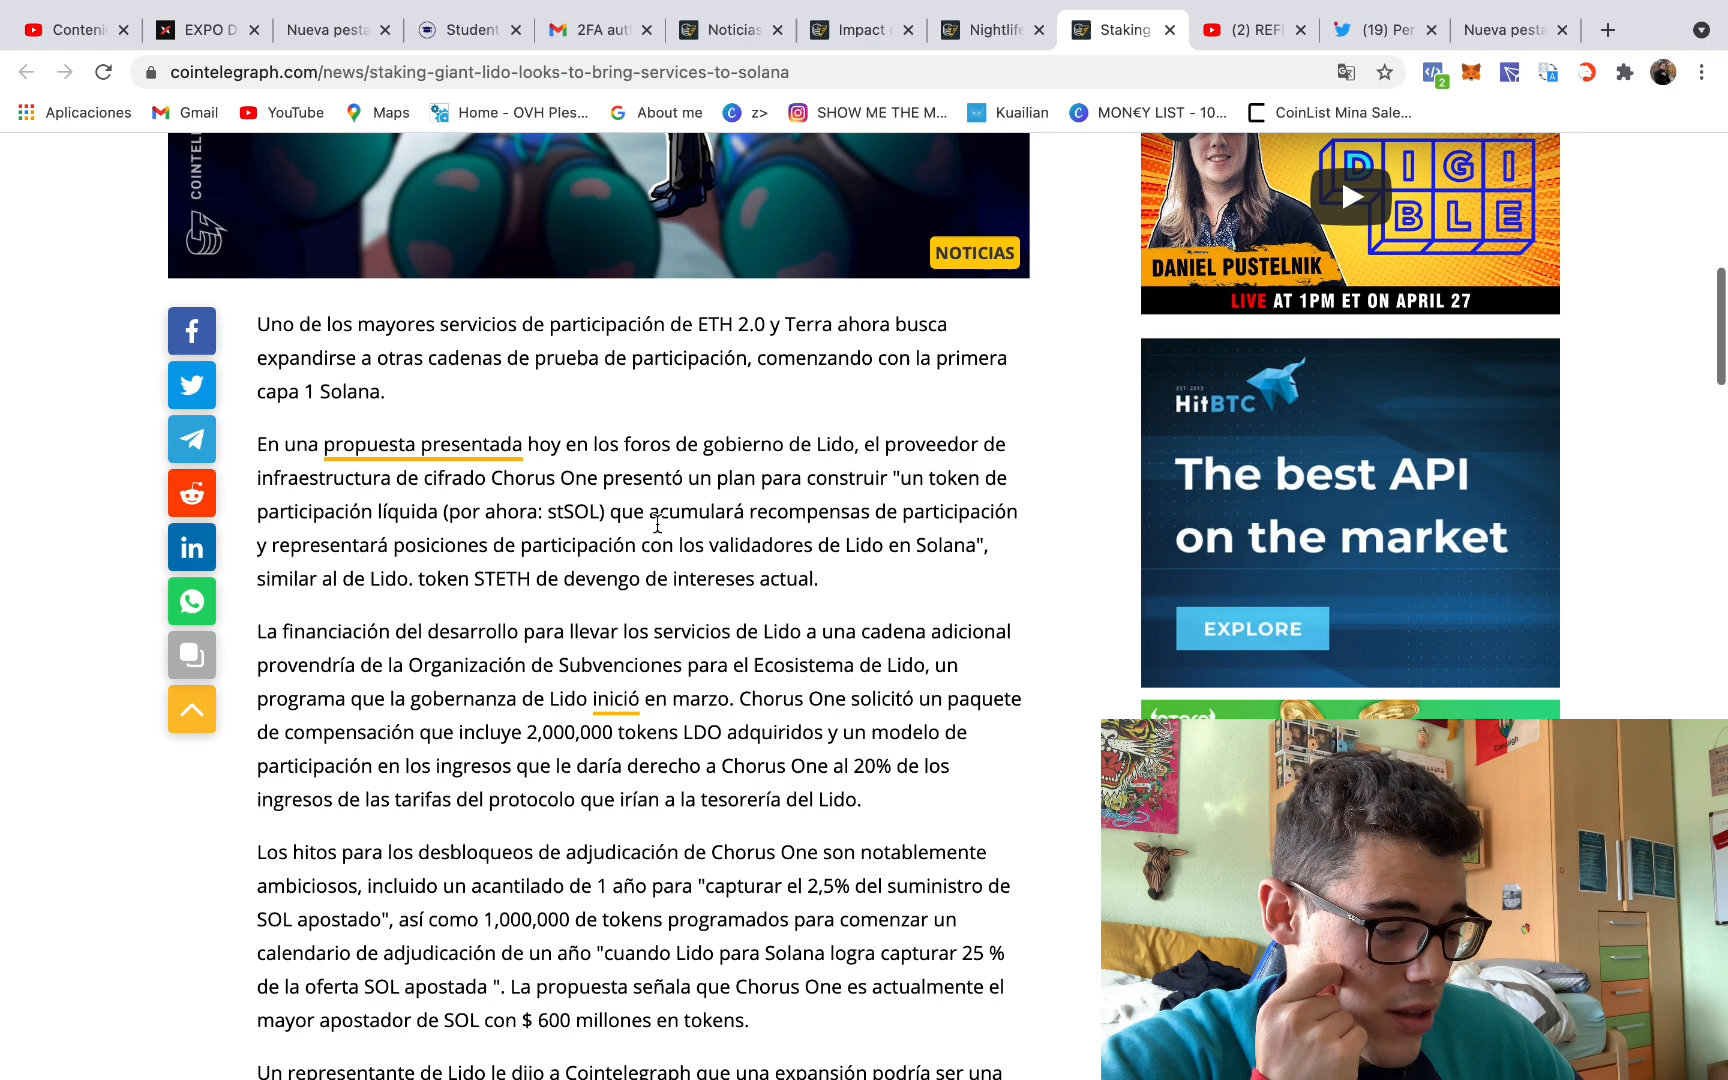 Conteni
EXPO D
Nueva pesta
Student
2FA aut
Noticias
Impact
Nightlife
Staking
(2) REF
(19) Per
Nueva pesta
cointelegraph.com/news/staking-giant-lido-looks-to-bring-services-to-solana
2
Aplicaciones
Gmail
YouTube
Maps
Home - OVH Ples...
About me
z>
SHOW ME THE M...
Kuailian
MON€Y LIST - 10...
CoinList Mina Sale...
COINTEL
NOTICIAS
Uno de los mayores servicios de participación de ETH 2.0 y Terra ahora busca
expandirse a otras cadenas de prueba de participación, comenzando con la primera
capa 1 Solana.
En una propuesta presentada hoy en los foros de gobierno de Lido, el proveedor de
infraestructura de cifrado Chorus One presentó un plan para construir "un token de
participación líquida (por ahora: stSOL) que acumulará recompensas de participación
y representará posiciones de participación con los validadores de Lido en Solana",
similar al de Lido. token STETH de devengo de intereses actual.
La financiación del desarrollo para llevar los servicios de Lido a una cadena adicional
provendría de la Organización de Subvenciones para el Ecosistema de Lido, un
programa que la gobernanza de Lido inició en marzo. Chorus One solicitó un paquete
de compensación que incluye 2,000,000 tokens LDO adquiridos y un modelo de
participación en los ingresos que le daría derecho a Chorus One al 20% de los
ingresos de las tarifas del protocolo que irían a la tesorería del Lido.
Los hitos para los desbloqueos de adjudicación de Chorus One son notablemente
ambiciosos, incluido un acantilado de 1 año para "capturar el 2,5% del suministro de
SOL apostado", así como 1,000,000 de tokens programados para comenzar un
calendario de adjudicación de un año "cuando Lido para Solana logra capturar 25 %
de la oferta SOL apostada ". La propuesta señala que Chorus One es actualmente el
mayor apostador de SOL con $ 600 millones en tokens.
Un representante de Lido le dijo a Cointelegraph que una expansión podría ser una
DIGI
BLE
DANIEL PUSTELNIK
LIVE AT 1PM ET ON APRIL 27
EST. 2013
HitBTC
The best API
on the market
EXPLORE